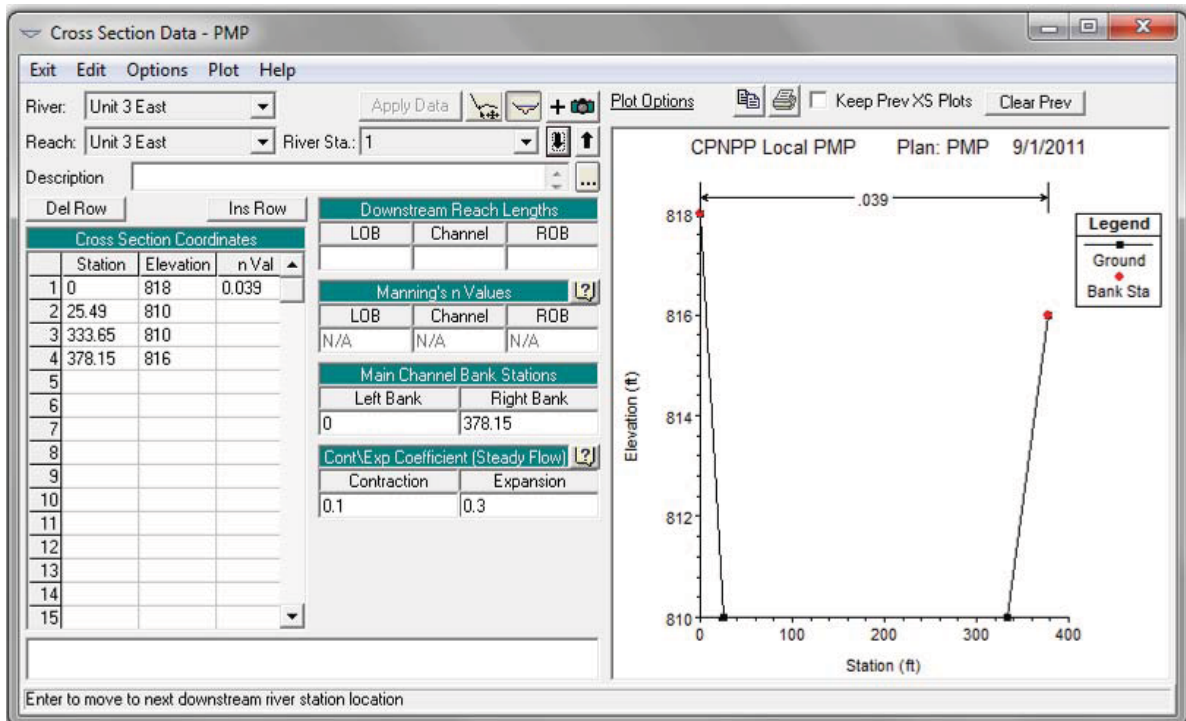 Cross Section Data - PMP
Exit Edit Options Plot Help
River: Unit 3 East
Apply Data
Reach: Unit 3 East River Sta.: 1
Description ...
Del Row Ins Row
Cross Section Coordinates
Station Elevation n Val
1 0 818 0.039
2 25.49 810
3 333.65 810
4 378.15 816
5
6
7
8
9
10
11
12
13
14
15
Downstream Reach Lengths
LOB Channel ROB
Manning's n Values
LOB Channel ROB
N/A N/A N/A
Main Channel Bank Stations
Left Bank Right Bank
0 378.15
Cont\Exp Coefficient (Steady Flow)
Contraction Expansion
0.1 0.3
Plot Options Keep Prev XS Plots Clear Prev
CPNPP Local PMP Plan: PMP 9/1/2011
.039
818
816
814
812
810
Elevation (ft)
0 100 200 300 400
Station (ft)
Legend
Ground
Bank Sta
Enter to move to next downstream river station location